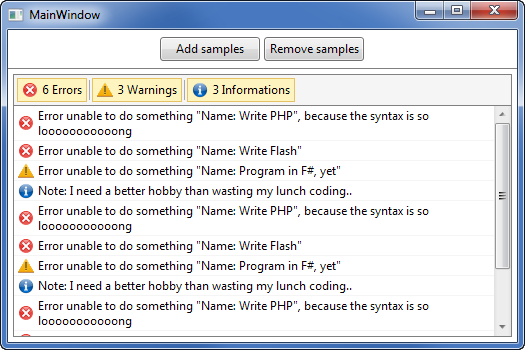 MainWindow
Add samples
Remove samples
6 Errors
3 Warnings
3 Informations
Error unable to do something "Name: Write PHP", because the syntax is so
looooooooooong
Error unable to do something "Name: Write Flash"
Error unable to do something "Name: Program in F#, yet"
Note: I need a better hobby than wasting my lunch coding..
Error unable to do something "Name: Write PHP", because the syntax is so
looooooooooong
Error unable to do something "Name: Write Flash"
Error unable to do something "Name: Program in F#, yet"
Note: I need a better hobby than wasting my lunch coding..
Error unable to do something "Name: Write PHP", because the syntax is so
looooooooooong